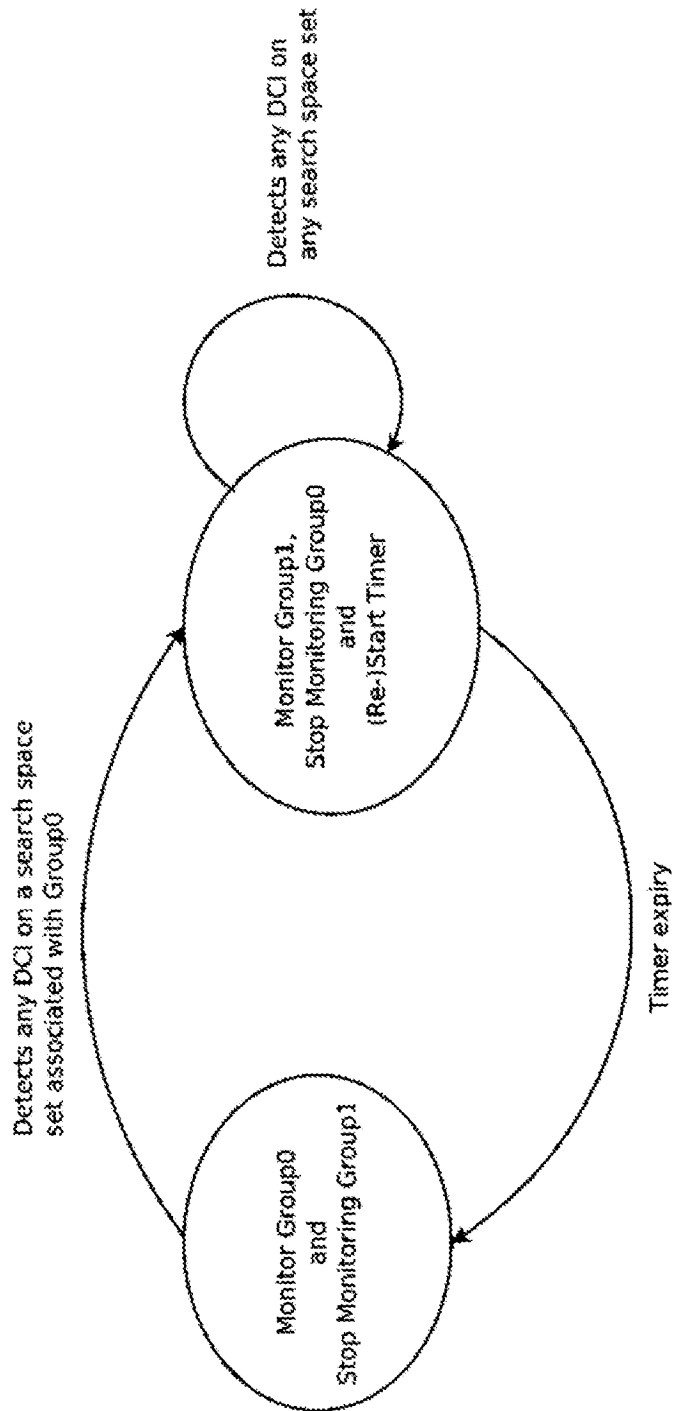 Detects any DCI on a search space
set associated with Group0
Monitor Group0
and
Stop Monitoring Group1
Monitor Group1,
Stop Monitoring Group0
and
(Re-)Start Timer
Detects any DCI on
any search space set
Timer expiry